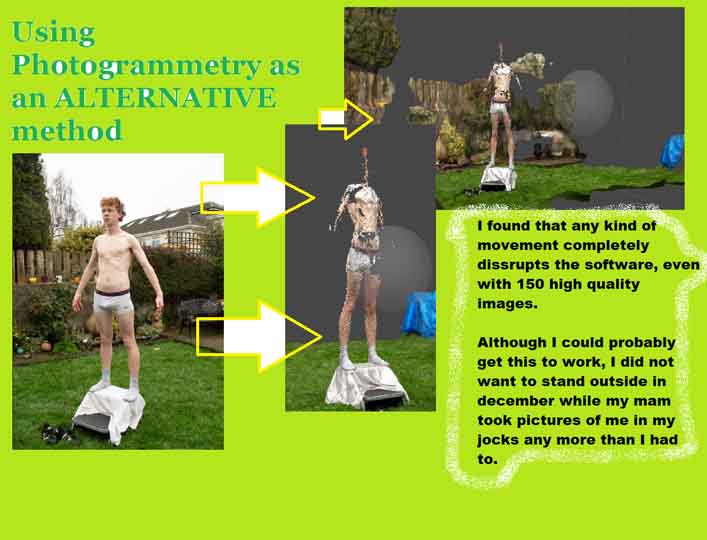 Using
Photogrammetry as
an ALTERNATIVE
method
I found that any kind of
movement completely
dissrupts the software, even
with 150 high quality
images.
Although I could probably
get this to work, I did not
want to stand outside in
december while my mam
took pictures of me in my
jocks any more than I had
to.